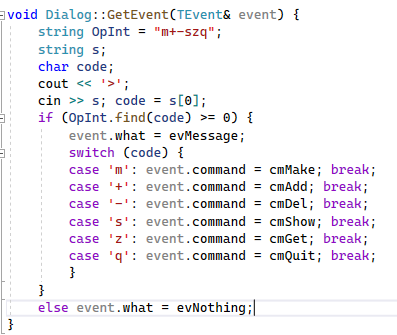 void Dialog::GetEvent(TEvent& event) {
string OpInt = "m+-szq";
string s;
char code;
cout << '>';
cin >> s; code = s[0];
if (OpInt.find(code) >= 0) {
event.what = evMessage;
switch (code) {
case 'm': event.command = cmMake; break;
case '+': event.command = cmAdd; break;
case '-': event.command = cmDel; break;
case 's': event.command = cmShow; break;
case 'z': event.command = cmGet; break;
case 'q': event.command = cmQuit; break;
}
}
else event.what = evNothing;
}